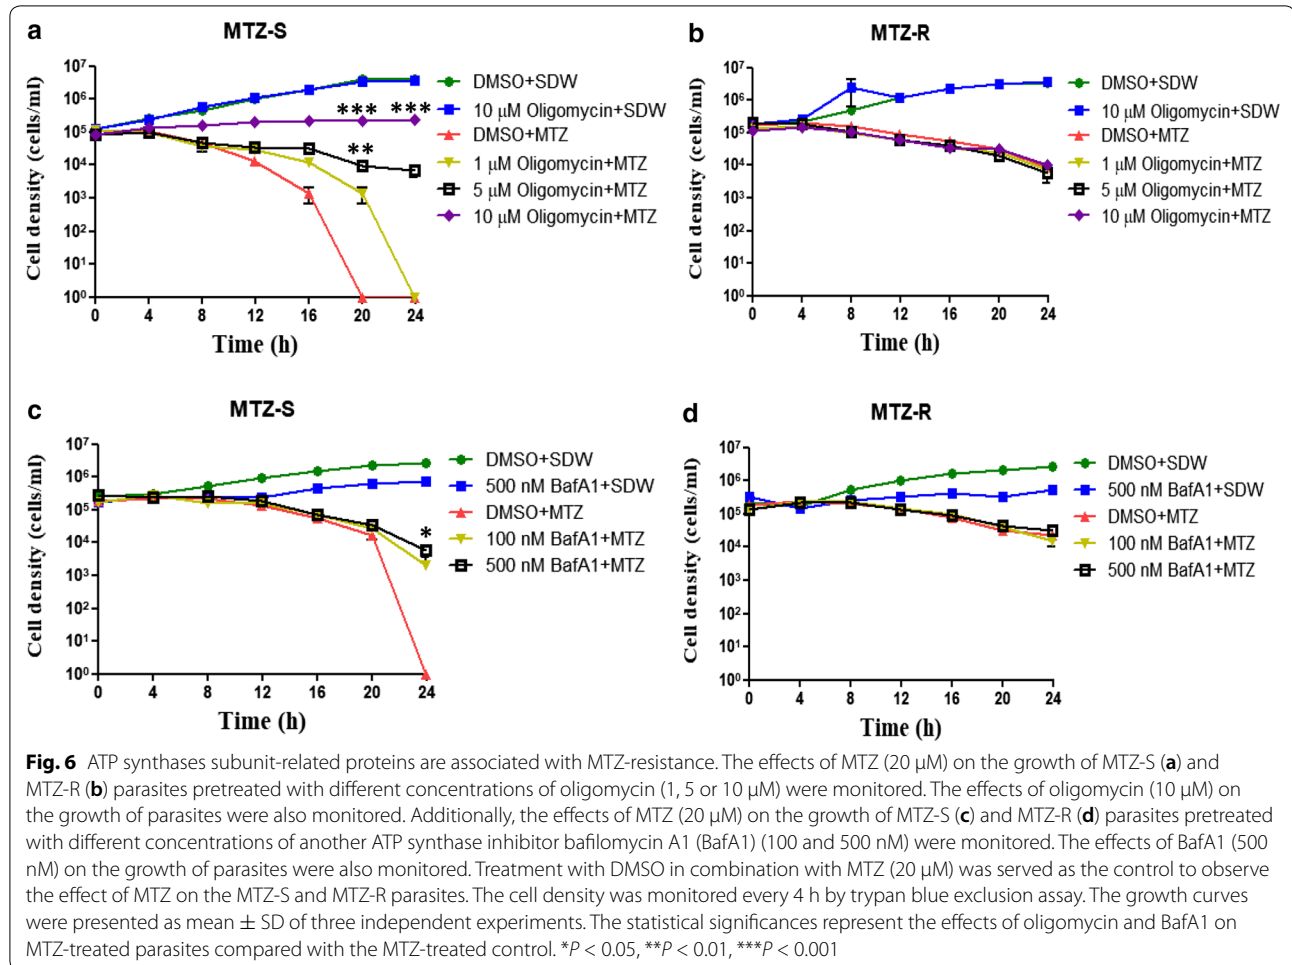 a
MTZ-S
Cell density (cells/ml)
10⁷
10⁶
10⁵
10⁴
10³
10²
10¹
10⁰
0 4 8 12 16 20 24
Time (h)
*** ***
**
DMSO+SDW
10 µM Oligomycin+SDW
DMSO+MTZ
1 µM Oligomycin+MTZ
5 µM Oligomycin+MTZ
10 µM Oligomycin+MTZ
b
MTZ-R
Cell density (cells/ml)
10⁷
10⁶
10⁵
10⁴
10³
10²
10¹
10⁰
0 4 8 12 16 20 24
Time (h)
DMSO+SDW
10 µM Oligomycin+SDW
DMSO+MTZ
1 µM Oligomycin+MTZ
5 µM Oligomycin+MTZ
10 µM Oligomycin+MTZ
c
MTZ-S
Cell density (cells/ml)
10⁷
10⁶
10⁵
10⁴
10³
10²
10¹
10⁰
0 4 8 12 16 20 24
Time (h)
*
DMSO+SDW
500 nM BafA1+SDW
DMSO+MTZ
100 nM BafA1+MTZ
500 nM BafA1+MTZ
d
MTZ-R
Cell density (cells/ml)
10⁷
10⁶
10⁵
10⁴
10³
10²
10¹
10⁰
0 4 8 12 16 20 24
Time (h)
DMSO+SDW
500 nM BafA1+SDW
DMSO+MTZ
100 nM BafA1+MTZ
500 nM BafA1+MTZ
Fig. 6 ATP synthases subunit-related proteins are associated with MTZ-resistance. The effects of MTZ (20 µM) on the growth of MTZ-S (a) and
MTZ-R (b) parasites pretreated with different concentrations of oligomycin (1, 5 or 10 µM) were monitored. The effects of oligomycin (10 µM) on
the growth of parasites were also monitored. Additionally, the effects of MTZ (20 µM) on the growth of MTZ-S (c) and MTZ-R (d) parasites pretreated
with different concentrations of another ATP synthase inhibitor bafilomycin A1 (BafA1) (100 and 500 nM) were monitored. The effects of BafA1 (500
nM) on the growth of parasites were also monitored. Treatment with DMSO in combination with MTZ (20 µM) was served as the control to observe
the effect of MTZ on the MTZ-S and MTZ-R parasites. The cell density was monitored every 4 h by trypan blue exclusion assay. The growth curves
were presented as mean ± SD of three independent experiments. The statistical significances represent the effects of oligomycin and BafA1 on
MTZ-treated parasites compared with the MTZ-treated control. *P < 0.05, **P < 0.01, ***P < 0.001